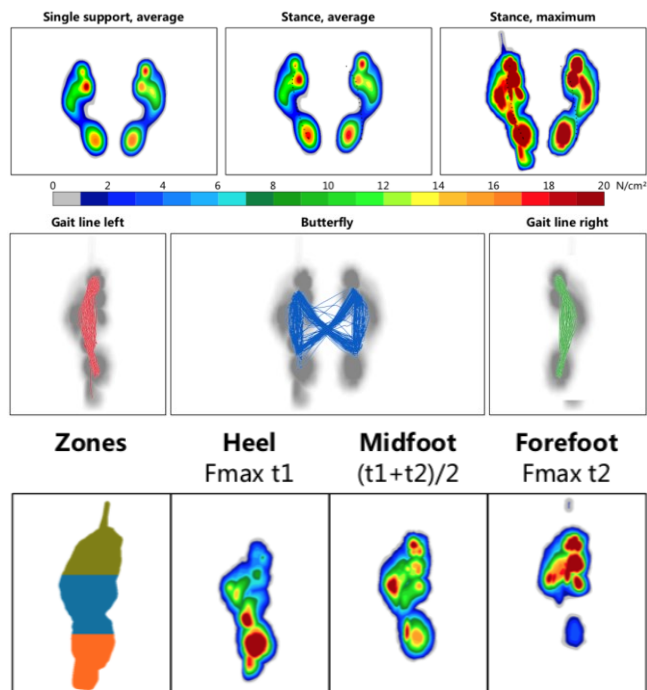 Single support, average
Stance, average
Stance, maximum
0 2 4 6 8 10 12 14 16 18 20 N/cm²
Gait line left
Butterfly
Gait line right
Zones
Heel
Fmax t1
Midfoot
(t1+t2)/2
Forefoot
Fmax t2